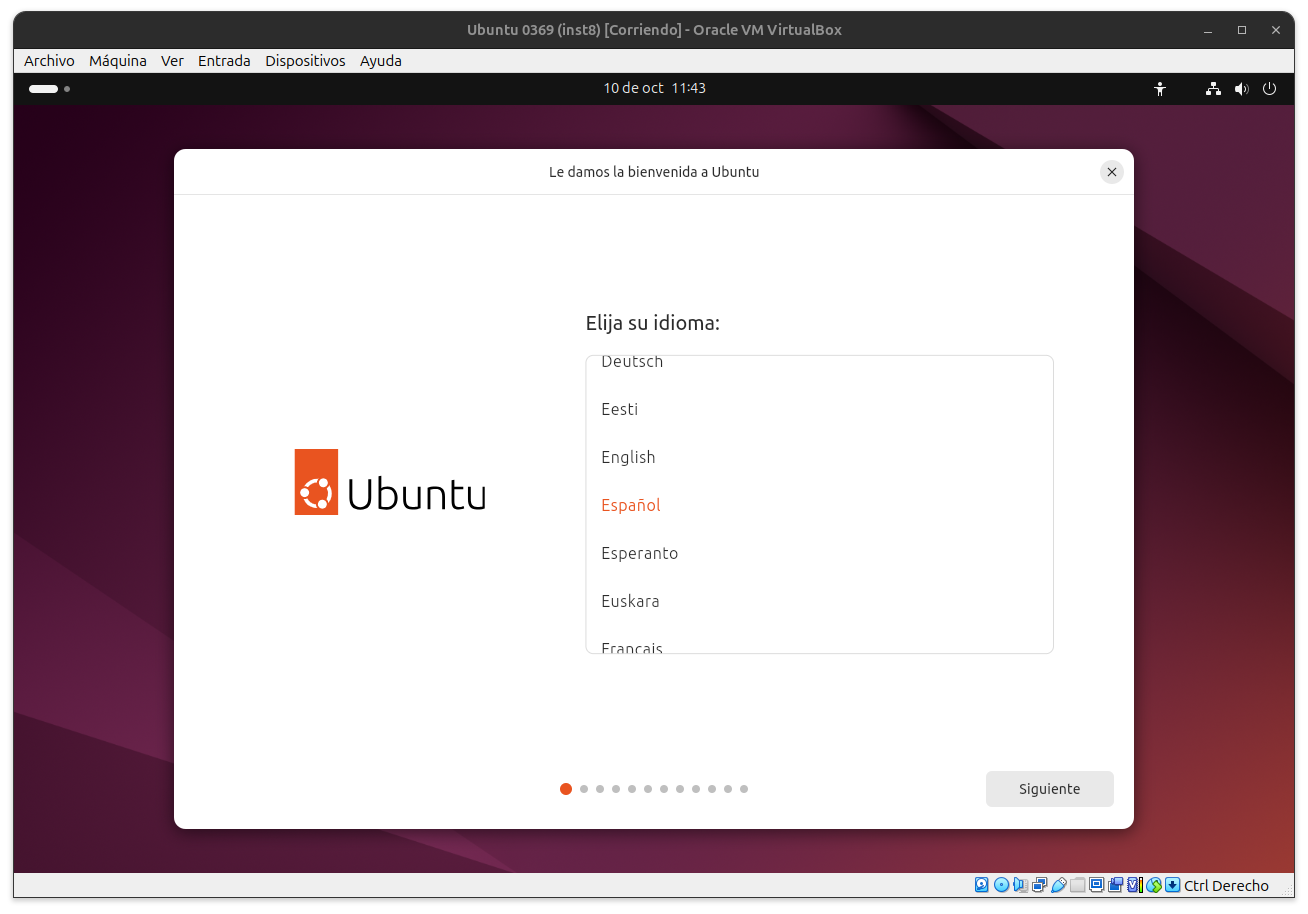 Ubuntu 0369 (inst8) [Corriendo] - Oracle VM VirtualBox
Archivo Máquina Ver Entrada Dispositivos Ayuda
10 de oct 11:43
Le damos la bienvenida a Ubuntu
Elija su idioma:
Deutsch
Eesti
English
Español
Esperanto
Euskara
Français
Ubuntu
Siguiente
Ctrl Derecho